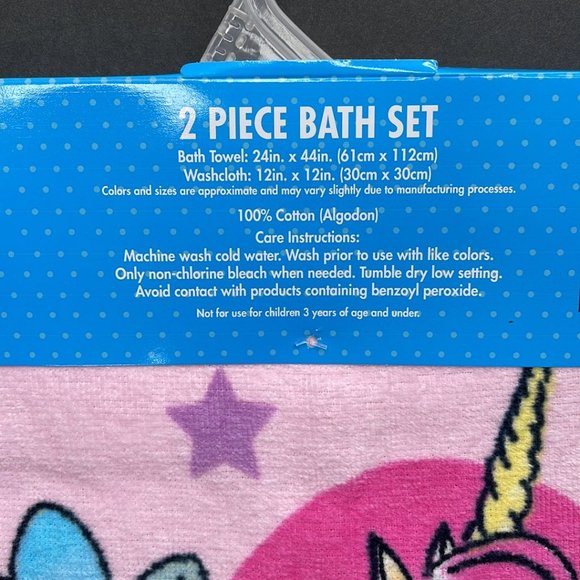 2 PIECE BATH SET
Bath Towel: 24in. x 44in. (61cm x 112cm)
Washcloth: 12in. x 12in. (30cm x 30cm)
Colors and sizes are approximate and may vary slightly due to manufacturing processes.
100% Cotton (Algodon)
Care Instructions:
Machine wash cold water. Wash prior to use with like colors.
Only non-chlorine bleach when needed. Tumble dry low setting.
Avoid contact with products containing benzoyl peroxide.
Not for use for children 3 years of age and under.